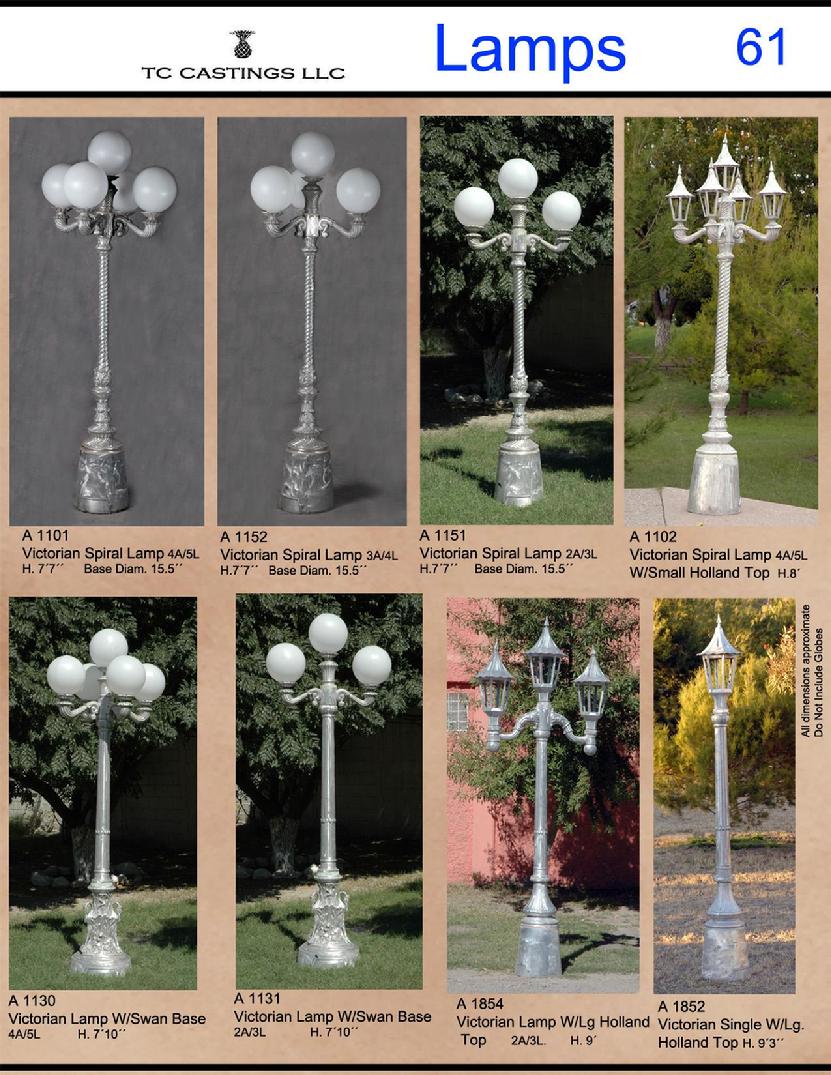 TC CASTINGS LLC
Lamps
61
A 1101
Victorian Spiral Lamp 4A/5L
H. 7´7´´ Base Diam. 15.5´´
A 1152
Victorian Spiral Lamp 3A/4L
H.7´7´´ Base Diam. 15.5´´
A 1151
Victorian Spiral Lamp 2A/3L
H.7´7´´ Base Diam. 15.5´´
A 1102
Victorian Spiral Lamp 4A/5L
W/Small Holland Top H.8´
All dimensions approximate
Do Not Include Globes
A 1130
Victorian Lamp W/Swan Base
4A/5L H. 7´10´´
A 1131
Victorian Lamp W/Swan Base
2A/3L H. 7´10´´
A 1854
Victorian Lamp W/Lg Holland
Top 2A/3L. H. 9´
A 1852
Victorian Single W/Lg.
Holland Top H. 9´3´´